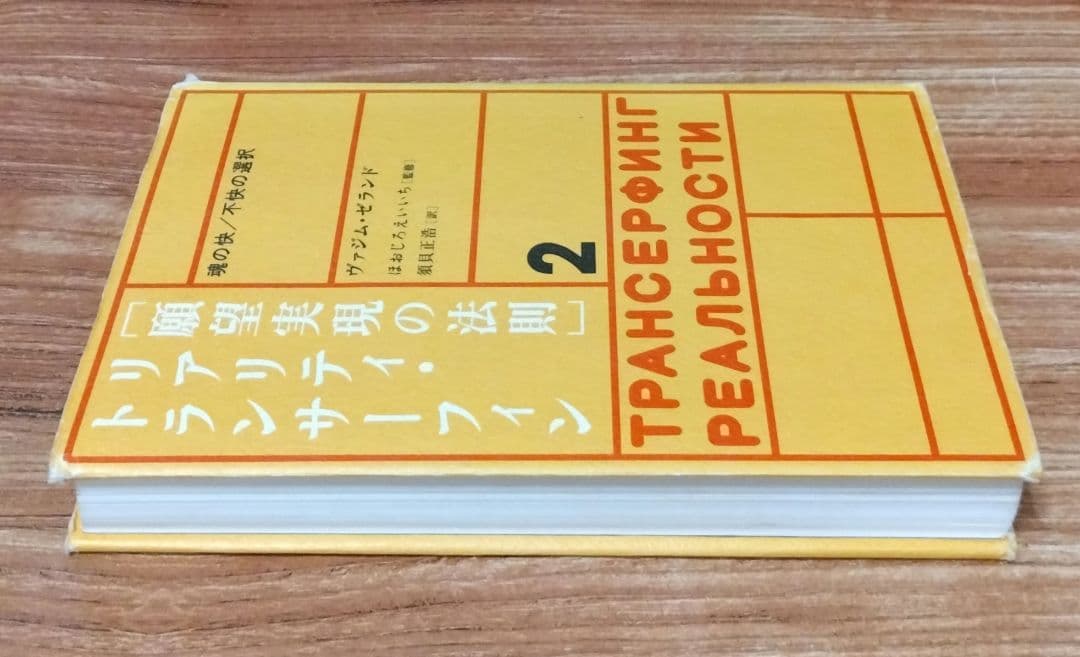 魂の快/不快の選択
ヴァジム・ゼランド
ほおじろえいいち[監修]
須貝正浩[訳]
[願望実現の法則]
リアリティ・
トランサーフィン
2
ТРАНСЕРФИНГ
РЕАЛЬНОСТИ